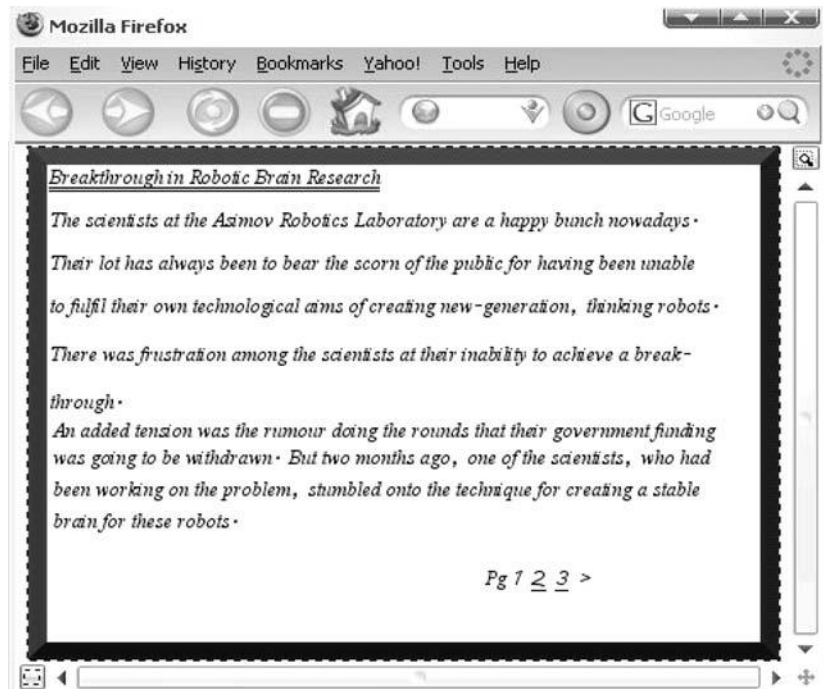 Mozilla Firefox
File Edit View History Bookmarks Yahoo! Tools Help
G Google
Breakthrough in Robotic Brain Research
The scientists at the Asimov Robotics Laboratory are a happy bunch nowadays.
Their lot has always been to bear the scorn of the public for having been unable
to fulfil their own technological aims of creating new-generation, thinking robots.
There was frustration among the scientists at their inability to achieve a break-
through.
An added tension was the rumour doing the rounds that their government funding
was going to be withdrawn. But two months ago, one of the scientists, who had
been working on the problem, stumbled onto the technique for creating a stable
brain for these robots.
Pg 1 2 3 >